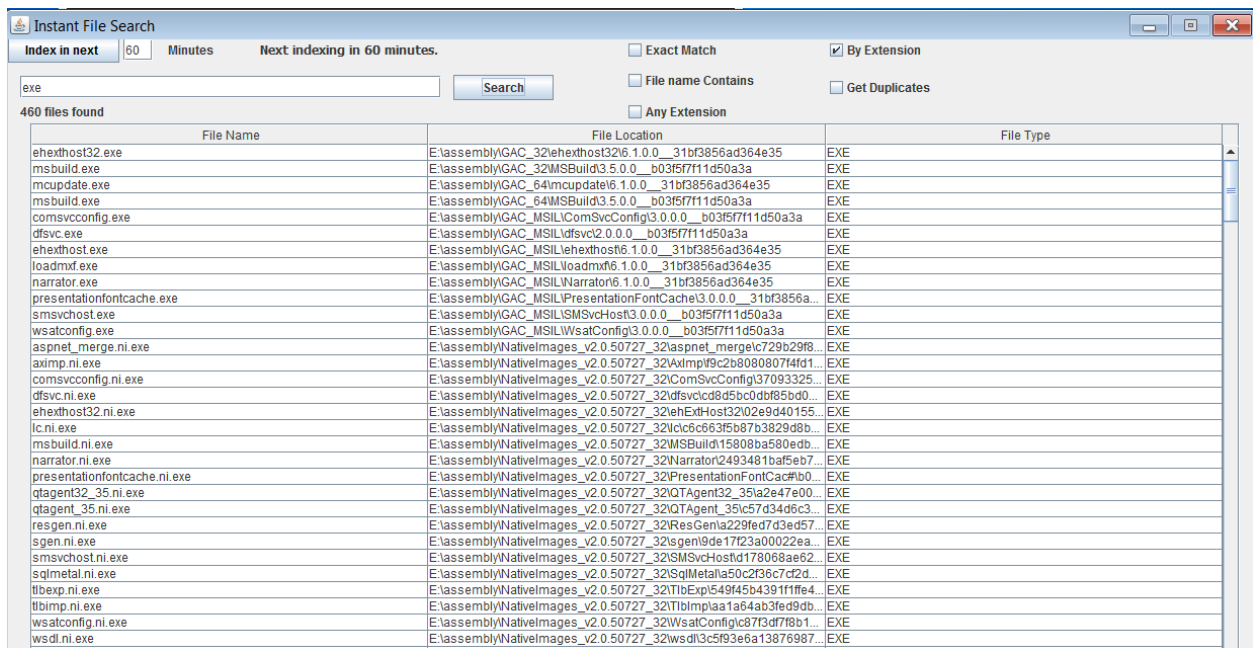 Instant File Search
Index in next 60 Minutes Next indexing in 60 minutes. Exact Match By Extension
exe Search File name Contains Get Duplicates
460 files found Any Extension
File Name File Location File Type
ehexthost32.exe E:\assembly\GAC_32\ehexthost32\6.1.0.0__31bf3856ad364e35 EXE
msbuild.exe E:\assembly\GAC_32\MSBuild\3.5.0.0__b03f5f7f11d50a3a EXE
mcupdate.exe E:\assembly\GAC_64\mcupdate\6.1.0.0__31bf3856ad364e35 EXE
msbuild.exe E:\assembly\GAC_64\MSBuild\3.5.0.0__b03f5f7f11d50a3a EXE
comsvcconfig.exe E:\assembly\GAC_MSIL\ComSvcConfig\3.0.0.0__b03f5f7f11d50a3a EXE
dfsvc.exe E:\assembly\GAC_MSIL\dfsvc\2.0.0.0__b03f5f7f11d50a3a EXE
ehexthost.exe E:\assembly\GAC_MSIL\ehexthost\6.1.0.0__31bf3856ad364e35 EXE
loadmxf.exe E:\assembly\GAC_MSIL\loadmxf\6.1.0.0__31bf3856ad364e35 EXE
narrator.exe E:\assembly\GAC_MSIL\Narrator\6.1.0.0__31bf3856ad364e35 EXE
presentationfontcache.exe E:\assembly\GAC_MSIL\PresentationFontCache\3.0.0.0__31bf3856a... EXE
smsvchost.exe E:\assembly\GAC_MSIL\SMSvcHost\3.0.0.0__b03f5f7f11d50a3a EXE
wsatconfig.exe E:\assembly\GAC_MSIL\WsatConfig\3.0.0.0__b03f5f7f11d50a3a EXE
aspnet_merge.ni.exe E:\assembly\NativeImages_v2.0.50727_32\aspnet_merge\c729b29f8... EXE
aximp.ni.exe E:\assembly\NativeImages_v2.0.50727_32\AxImp\f9c2b8080807f4fd1... EXE
comsvcconfig.ni.exe E:\assembly\NativeImages_v2.0.50727_32\ComSvcConfig\37093325... EXE
dfsvc.ni.exe E:\assembly\NativeImages_v2.0.50727_32\dfsvc\cd8d5bc0dbf85bd0... EXE
ehexthost32.ni.exe E:\assembly\NativeImages_v2.0.50727_32\ehExtHost32\02e9d40155... EXE
lc.ni.exe E:\assembly\NativeImages_v2.0.50727_32\lc\c6c663f5b87b3829d8b... EXE
msbuild.ni.exe E:\assembly\NativeImages_v2.0.50727_32\MSBuild\15808ba580edb... EXE
narrator.ni.exe E:\assembly\NativeImages_v2.0.50727_32\Narrator\2493481baf5eb7... EXE
presentationfontcache.ni.exe E:\assembly\NativeImages_v2.0.50727_32\PresentationFontCac#\b0... EXE
qtagent32_35.ni.exe E:\assembly\NativeImages_v2.0.50727_32\QTAgent32_35\a2e47e00... EXE
qtagent_35.ni.exe E:\assembly\NativeImages_v2.0.50727_32\QTAgent_35\c57d34d6c3... EXE
resgen.ni.exe E:\assembly\NativeImages_v2.0.50727_32\ResGen\a229fed7d3ed57... EXE
sgen.ni.exe E:\assembly\NativeImages_v2.0.50727_32\sgen\9de17f23a00022ea... EXE
smsvchost.ni.exe E:\assembly\NativeImages_v2.0.50727_32\SMSvcHost\d178068ae62... EXE
sqlmetal.ni.exe E:\assembly\NativeImages_v2.0.50727_32\SqlMetal\a50c2f36c7cf2d... EXE
tlbexp.ni.exe E:\assembly\NativeImages_v2.0.50727_32\TlbExp\549f45b4391f1ffe4... EXE
tlbimp.ni.exe E:\assembly\NativeImages_v2.0.50727_32\TlbImp\aa1a64ab3fed9db... EXE
wsatconfig.ni.exe E:\assembly\NativeImages_v2.0.50727_32\WsatConfig\c87f3df7f8b1... EXE
wsdl.ni.exe E:\assembly\NativeImages_v2.0.50727_32\wsdl\3c5f93e6a13876987... EXE